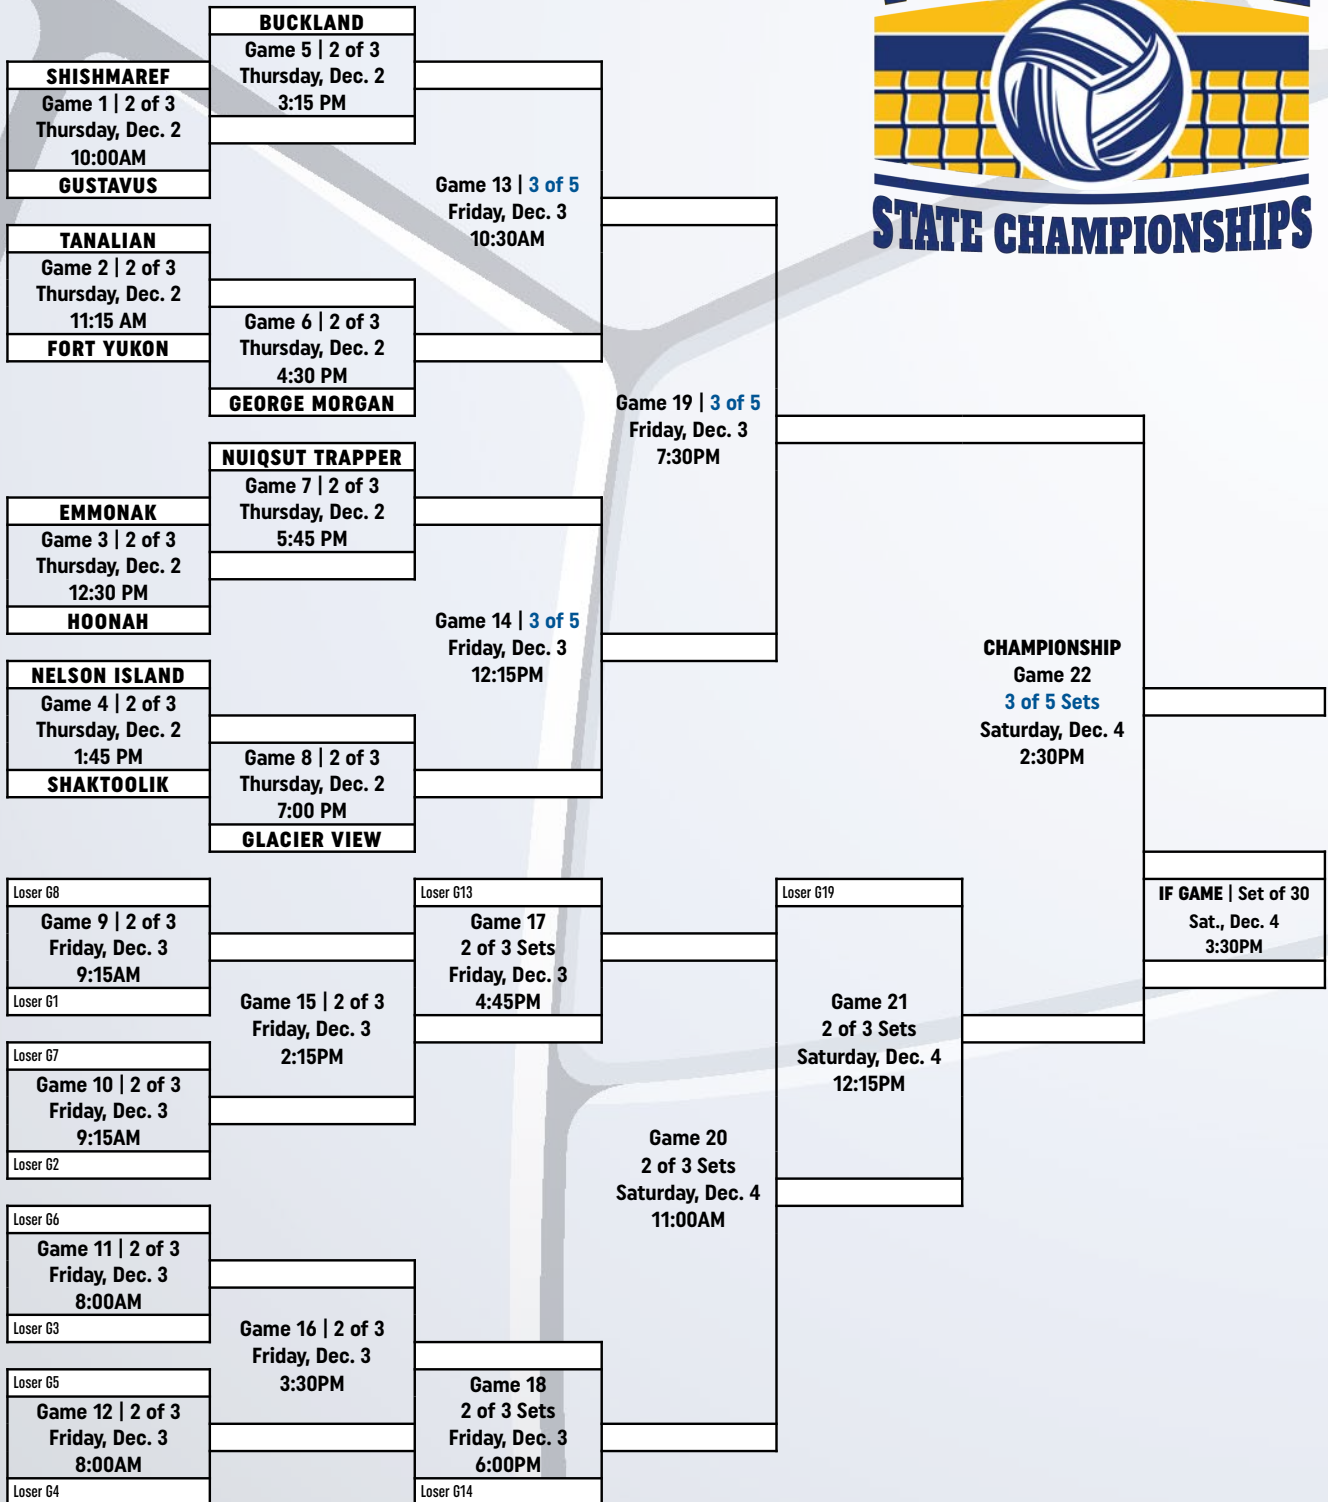 BUCKLAND
Game 5 | 2 of 3
Thursday, Dec. 2
3:15 PM
SHISHMAREF
Game 1 | 2 of 3
Thursday, Dec. 2
10:00AM
GUSTAVUS
Game 13 | 3 of 5
Friday, Dec. 3
10:30AM
STATE CHAMPIONSHIPS
TANALIAN
Game 2 | 2 of 3
Thursday, Dec. 2
11:15 AM
FORT YUKON
Game 6 | 2 of 3
Thursday, Dec. 2
4:30 PM
GEORGE MORGAN
Game 19 | 3 of 5
Friday, Dec. 3
7:30PM
NUIQSUT TRAPPER
Game 7 | 2 of 3
Thursday, Dec. 2
5:45 PM
EMMONAK
Game 3 | 2 of 3
Thursday, Dec. 2
12:30 PM
HOONAH
Game 14 | 3 of 5
Friday, Dec. 3
12:15PM
CHAMPIONSHIP
Game 22
3 of 5 Sets
Saturday, Dec. 4
2:30PM
NELSON ISLAND
Game 4 | 2 of 3
Thursday, Dec. 2
1:45 PM
SHAKTOOLIK
Game 8 | 2 of 3
Thursday, Dec. 2
7:00 PM
GLACIER VIEW
Loser G8
Game 9 | 2 of 3
Friday, Dec. 3
9:15AM
Loser G1
Loser G13
Game 17
2 of 3 Sets
Friday, Dec. 3
4:45PM
Loser G19
IF GAME | Set of 30
Sat., Dec. 4
3:30PM
Game 15 | 2 of 3
Friday, Dec. 3
2:15PM
Game 21
2 of 3 Sets
Saturday, Dec. 4
12:15PM
Loser G7
Game 10 | 2 of 3
Friday, Dec. 3
9:15AM
Loser G2
Game 20
2 of 3 Sets
Saturday, Dec. 4
11:00AM
Loser G6
Game 11 | 2 of 3
Friday, Dec. 3
8:00AM
Loser G3
Game 16 | 2 of 3
Friday, Dec. 3
3:30PM
Loser G5
Game 12 | 2 of 3
Friday, Dec. 3
8:00AM
Loser G4
Game 18
2 of 3 Sets
Friday, Dec. 3
6:00PM
Loser G14